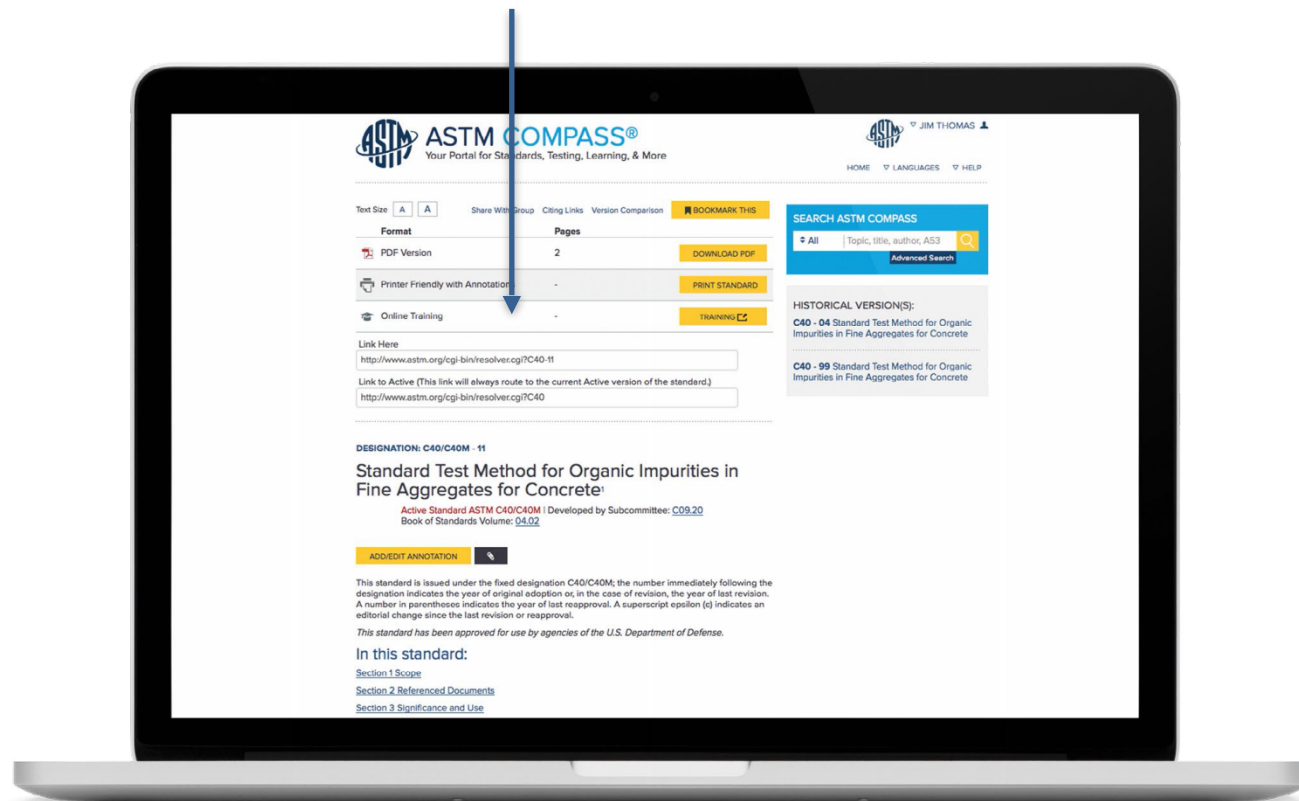 ASTM COMPASS®
Your Portal for Standards, Testing, Learning, & More
JIM THOMAS
HOME LANGUAGES HELP
Text Size A A Share With Group Citing Links Version Comparison BOOKMARK THIS
Format Pages
PDF Version 2 DOWNLOAD PDF
Printer Friendly with Annotations - PRINT STANDARD
Online Training - TRAINING
Link Here
http://www.astm.org/cgi-bin/resolver.cgi?C40-11
Link to Active (This link will always route to the current Active version of the standard.)
http://www.astm.org/cgi-bin/resolver.cgi?C40
SEARCH ASTM COMPASS
All Topic, title, author, A53
Advanced Search
HISTORICAL VERSION(S):
C40 - 04 Standard Test Method for Organic
Impurities in Fine Aggregates for Concrete
C40 - 99 Standard Test Method for Organic
Impurities in Fine Aggregates for Concrete
DESIGNATION: C40/C40M - 11
Standard Test Method for Organic Impurities in
Fine Aggregates for Concrete¹
Active Standard ASTM C40/C40M | Developed by Subcommittee: C09.20
Book of Standards Volume: 04.02
ADD/EDIT ANNOTATION
This standard is issued under the fixed designation C40/C40M; the number immediately following the
designation indicates the year of original adoption or, in the case of revision, the year of last revision.
A number in parentheses indicates the year of last reapproval. A superscript epsilon (ε) indicates an
editorial change since the last revision or reapproval.
This standard has been approved for use by agencies of the U.S. Department of Defense.
In this standard:
Section 1 Scope
Section 2 Referenced Documents
Section 3 Significance and Use